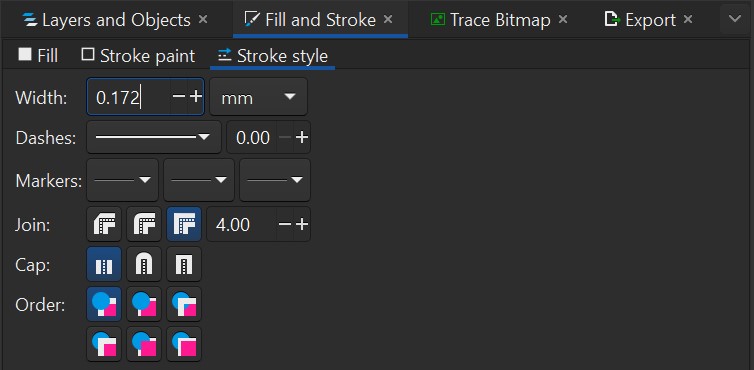 Layers and Objects × Fill and Stroke × Trace Bitmap × Export ×
Fill Stroke paint Stroke style
Width: 0.172 −+ mm
Dashes: 0.00 −+
Markers:
Join: 4.00 −+
Cap:
Order: